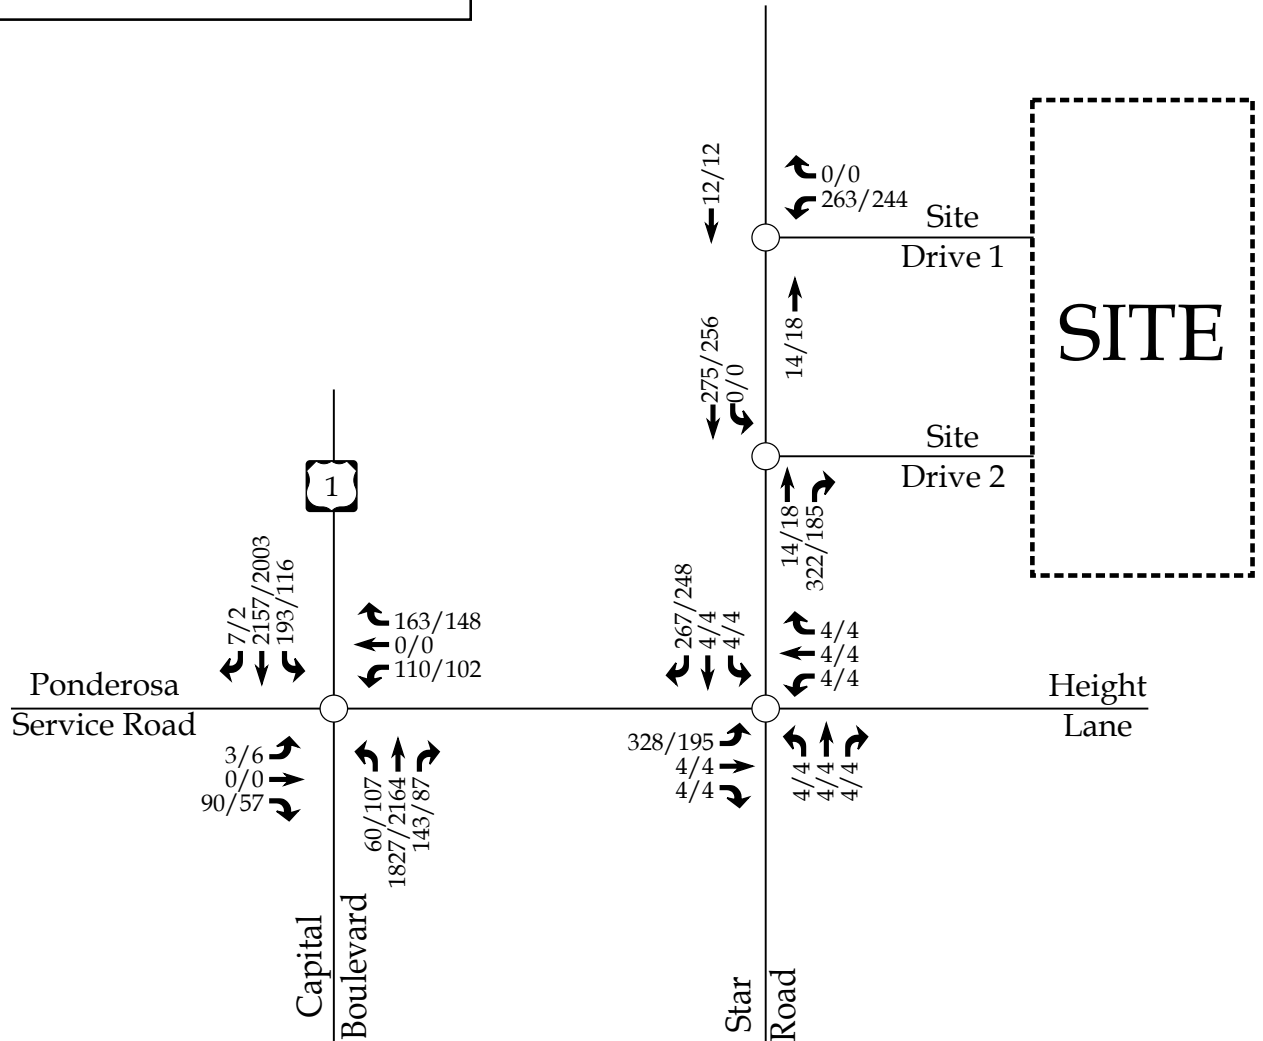 12/12
0/0
263/244
Site
Drive 1
SITE
14/18
275/256
0/0
Site
Drive 2
14/18
322/185
1
7/2
2157/2003
193/116
163/148
0/0
110/102
267/248
4/4
4/4
4/4
4/4
4/4
Ponderosa
Service Road
Height
Lane
3/6
0/0
90/57
60/107
1827/2164
143/87
328/195
4/4
4/4
4/4
4/4
4/4
Capital
Boulevard
Star
Road